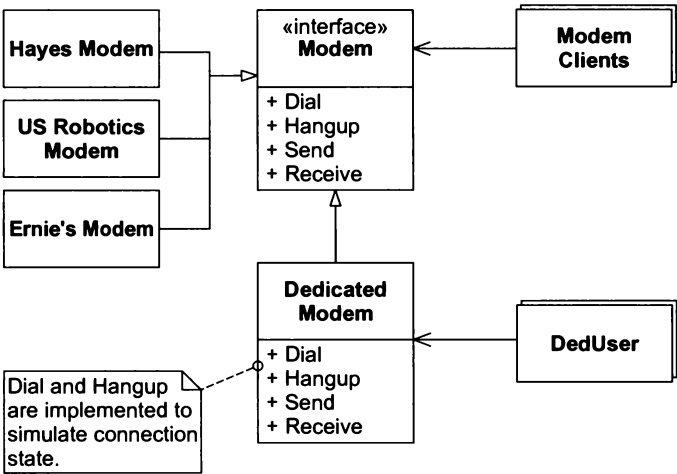 Hayes Modem
US Robotics
Modem
Ernie's Modem
«interface»
Modem
+ Dial
+ Hangup
+ Send
+ Receive
Modem
Clients
Dedicated
Modem
+ Dial
+ Hangup
+ Send
+ Receive
DedUser
Dial and Hangup
are implemented to
simulate connection
state.